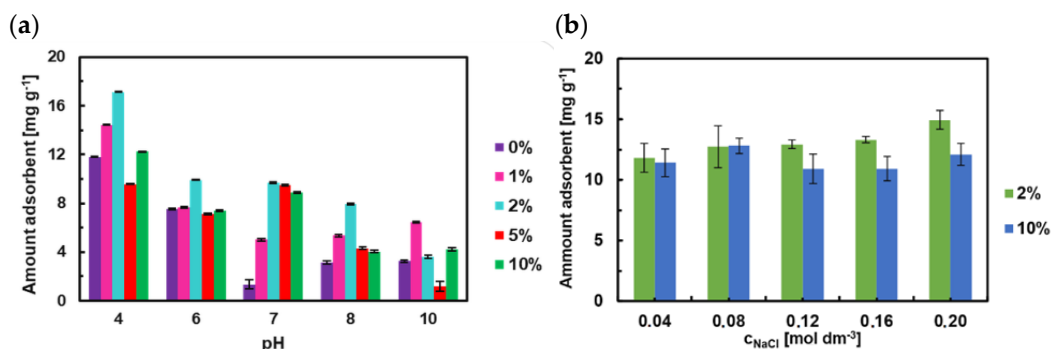 (a)
Amount adsorbent [mg g⁻¹]
20
16
12
8
4
0
4 6 7 8 10
pH
0%
1%
2%
5%
10%
(b)
Ammount adsorbent [mg g⁻¹]
20
15
10
5
0
0.04 0.08 0.12 0.16 0.20
c_NaCl [mol dm⁻³]
2%
10%